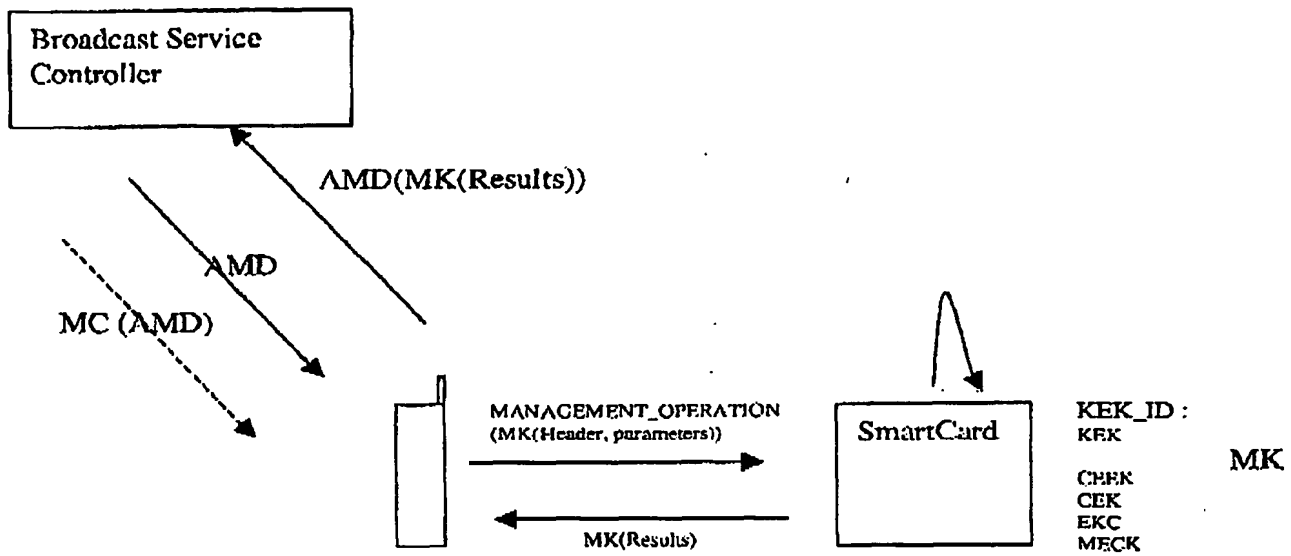 Broadcast Service
Controller
AMD(MK(Results))
AMD
MC (AMD)
MANAGEMENT_OPERATION
(MK(Header, parameters))
MK(Results)
SmartCard
KEK_ID :
KEK
CEK
EKC
MECK
MK